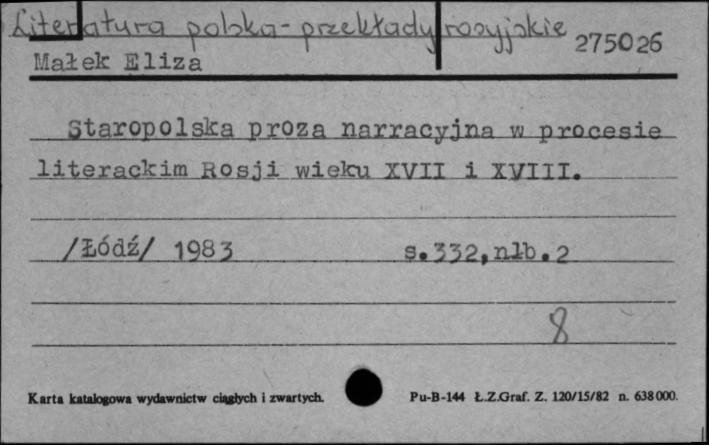 Literatura polska - przekłady rosyjskie 275026
Małek Eliza
Staropolska proza narracyjna w procesie
literackim Rosji wieku XVII i XVIII.
/Łódź/ 1983 s.332,nlb.2
8
Karta katalogowa wydawnictw ciągłych i zwartych. Pu-B-144 Ł.Z.Graf. Z. 120/15/82 n. 638000.